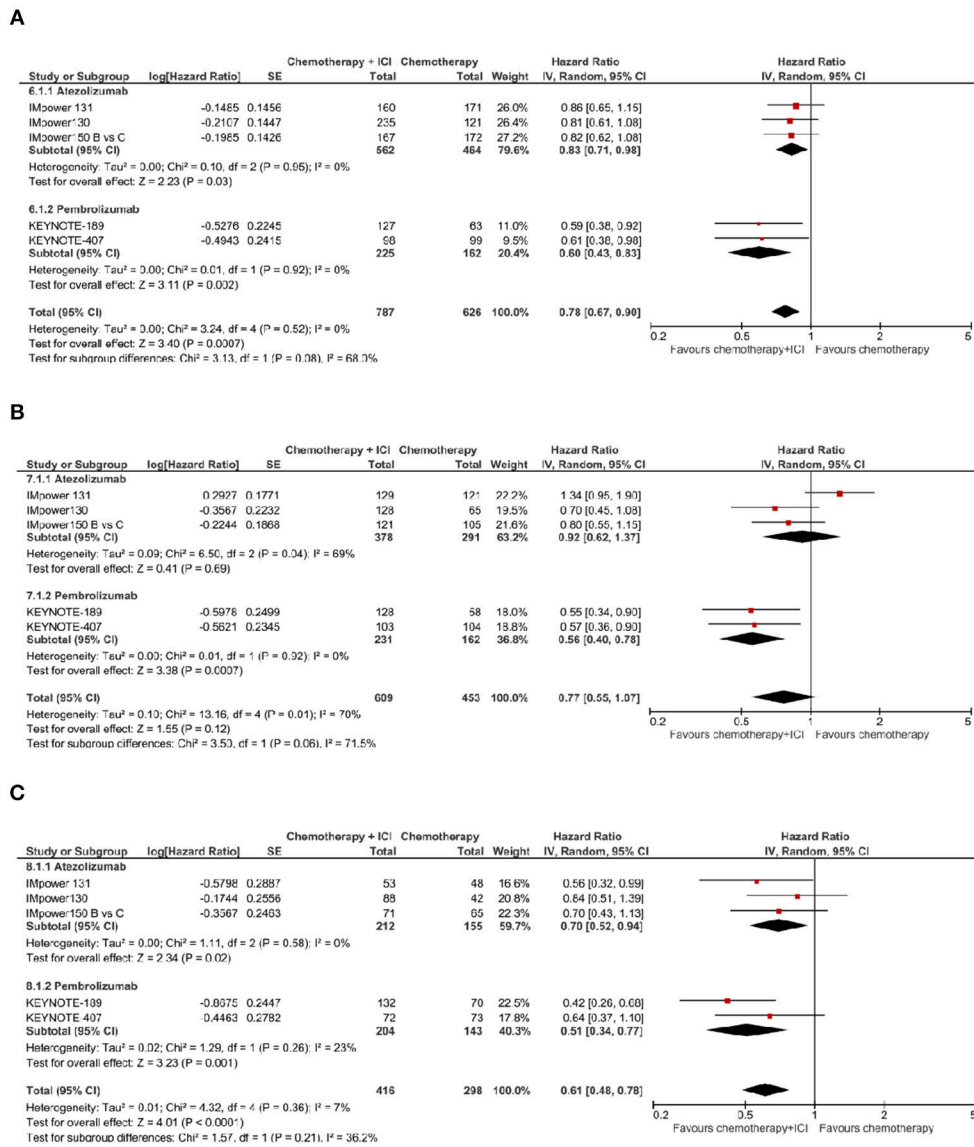 A
Chemotherapy + ICI Chemotherapy Hazard Ratio Hazard Ratio
Study or Subgroup log[Hazard Ratio] SE Total Total Weight IV, Random, 95% CI IV, Random, 95% CI
6.1.1 Atezolizumab
IMpower 131 -0.1485 0.1456 160 171 26.0% 0.86 [0.65, 1.15]
IMpower130 -0.2107 0.1447 235 121 26.4% 0.81 [0.61, 1.08]
IMpower150 B vs C -0.1985 0.1426 167 172 27.2% 0.82 [0.62, 1.08]
Subtotal (95% CI) 562 464 79.6% 0.83 [0.71, 0.98]
Heterogeneity: Tau² = 0.00; Chi² = 0.10, df = 2 (P = 0.95); I² = 0%
Test for overall effect: Z = 2.23 (P = 0.03)
6.1.2 Pembrolizumab
KEYNOTE-189 -0.5276 0.2245 127 63 11.0% 0.59 [0.38, 0.92]
KEYNOTE-407 -0.4943 0.2415 98 99 9.5% 0.61 [0.38, 0.98]
Subtotal (95% CI) 225 162 20.4% 0.60 [0.43, 0.83]
Heterogeneity: Tau² = 0.00; Chi² = 0.01, df = 1 (P = 0.92); I² = 0%
Test for overall effect: Z = 3.11 (P = 0.002)
Total (95% CI) 787 626 100.0% 0.78 [0.67, 0.90]
Heterogeneity: Tau² = 0.00; Chi² = 3.24, df = 4 (P = 0.52); I² = 0%
Test for overall effect: Z = 3.40 (P = 0.0007)
Test for subgroup differences: Chi² = 3.13, df = 1 (P = 0.08), I² = 68.0%
0.2 0.5 1 2 5
Favours chemotherapy+ICI Favours chemotherapy
B
Chemotherapy + ICI Chemotherapy Hazard Ratio Hazard Ratio
Study or Subgroup log[Hazard Ratio] SE Total Total Weight IV, Random, 95% CI IV, Random, 95% CI
7.1.1 Atezolizumab
IMpower 131 0.2927 0.1771 129 121 22.2% 1.34 [0.95, 1.90]
IMpower130 -0.3567 0.2232 128 65 19.5% 0.70 [0.45, 1.08]
IMpower150 B vs C -0.2244 0.1868 121 105 21.6% 0.80 [0.55, 1.15]
Subtotal (95% CI) 378 291 63.2% 0.92 [0.62, 1.37]
Heterogeneity: Tau² = 0.09; Chi² = 6.50, df = 2 (P = 0.04); I² = 69%
Test for overall effect: Z = 0.41 (P = 0.69)
7.1.2 Pembrolizumab
KEYNOTE-189 -0.5978 0.2499 128 58 18.0% 0.55 [0.34, 0.90]
KEYNOTE-407 -0.5621 0.2345 103 104 18.8% 0.57 [0.36, 0.90]
Subtotal (95% CI) 231 162 36.8% 0.56 [0.40, 0.78]
Heterogeneity: Tau² = 0.00; Chi² = 0.01, df = 1 (P = 0.92); I² = 0%
Test for overall effect: Z = 3.38 (P = 0.0007)
Total (95% CI) 609 453 100.0% 0.77 [0.55, 1.07]
Heterogeneity: Tau² = 0.10; Chi² = 13.16, df = 4 (P = 0.01); I² = 70%
Test for overall effect: Z = 1.55 (P = 0.12)
Test for subgroup differences: Chi² = 3.50, df = 1 (P = 0.06), I² = 71.5%
0.2 0.5 1 2 5
Favours chemotherapy+ICI Favours chemotherapy
C
Chemotherapy + ICI Chemotherapy Hazard Ratio Hazard Ratio
Study or Subgroup log[Hazard Ratio] SE Total Total Weight IV, Random, 95% CI IV, Random, 95% CI
8.1.1 Atezolizumab
IMpower 131 -0.5798 0.2887 53 48 16.6% 0.56 [0.32, 0.99]
IMpower130 -0.1744 0.2556 88 42 20.8% 0.84 [0.51, 1.39]
IMpower150 B vs C -0.3567 0.2463 71 65 22.3% 0.70 [0.43, 1.13]
Subtotal (95% CI) 212 155 59.7% 0.70 [0.52, 0.94]
Heterogeneity: Tau² = 0.00; Chi² = 1.11, df = 2 (P = 0.58); I² = 0%
Test for overall effect: Z = 2.34 (P = 0.02)
8.1.2 Pembrolizumab
KEYNOTE-189 -0.8675 0.2447 132 70 22.5% 0.42 [0.26, 0.68]
KEYNOTE-407 -0.4463 0.2782 72 73 17.8% 0.64 [0.37, 1.10]
Subtotal (95% CI) 204 143 40.3% 0.51 [0.34, 0.77]
Heterogeneity: Tau² = 0.02; Chi² = 1.29, df = 1 (P = 0.26); I² = 23%
Test for overall effect: Z = 3.23 (P = 0.001)
Total (95% CI) 416 298 100.0% 0.61 [0.48, 0.78]
Heterogeneity: Tau² = 0.01; Chi² = 4.32, df = 4 (P = 0.36); I² = 7%
Test for overall effect: Z = 4.01 (P < 0.0001)
Test for subgroup differences: Chi² = 1.57, df = 1 (P = 0.21), I² = 36.2%
0.2 0.5 1 2 5
Favours chemotherapy+ICI Favours chemotherapy